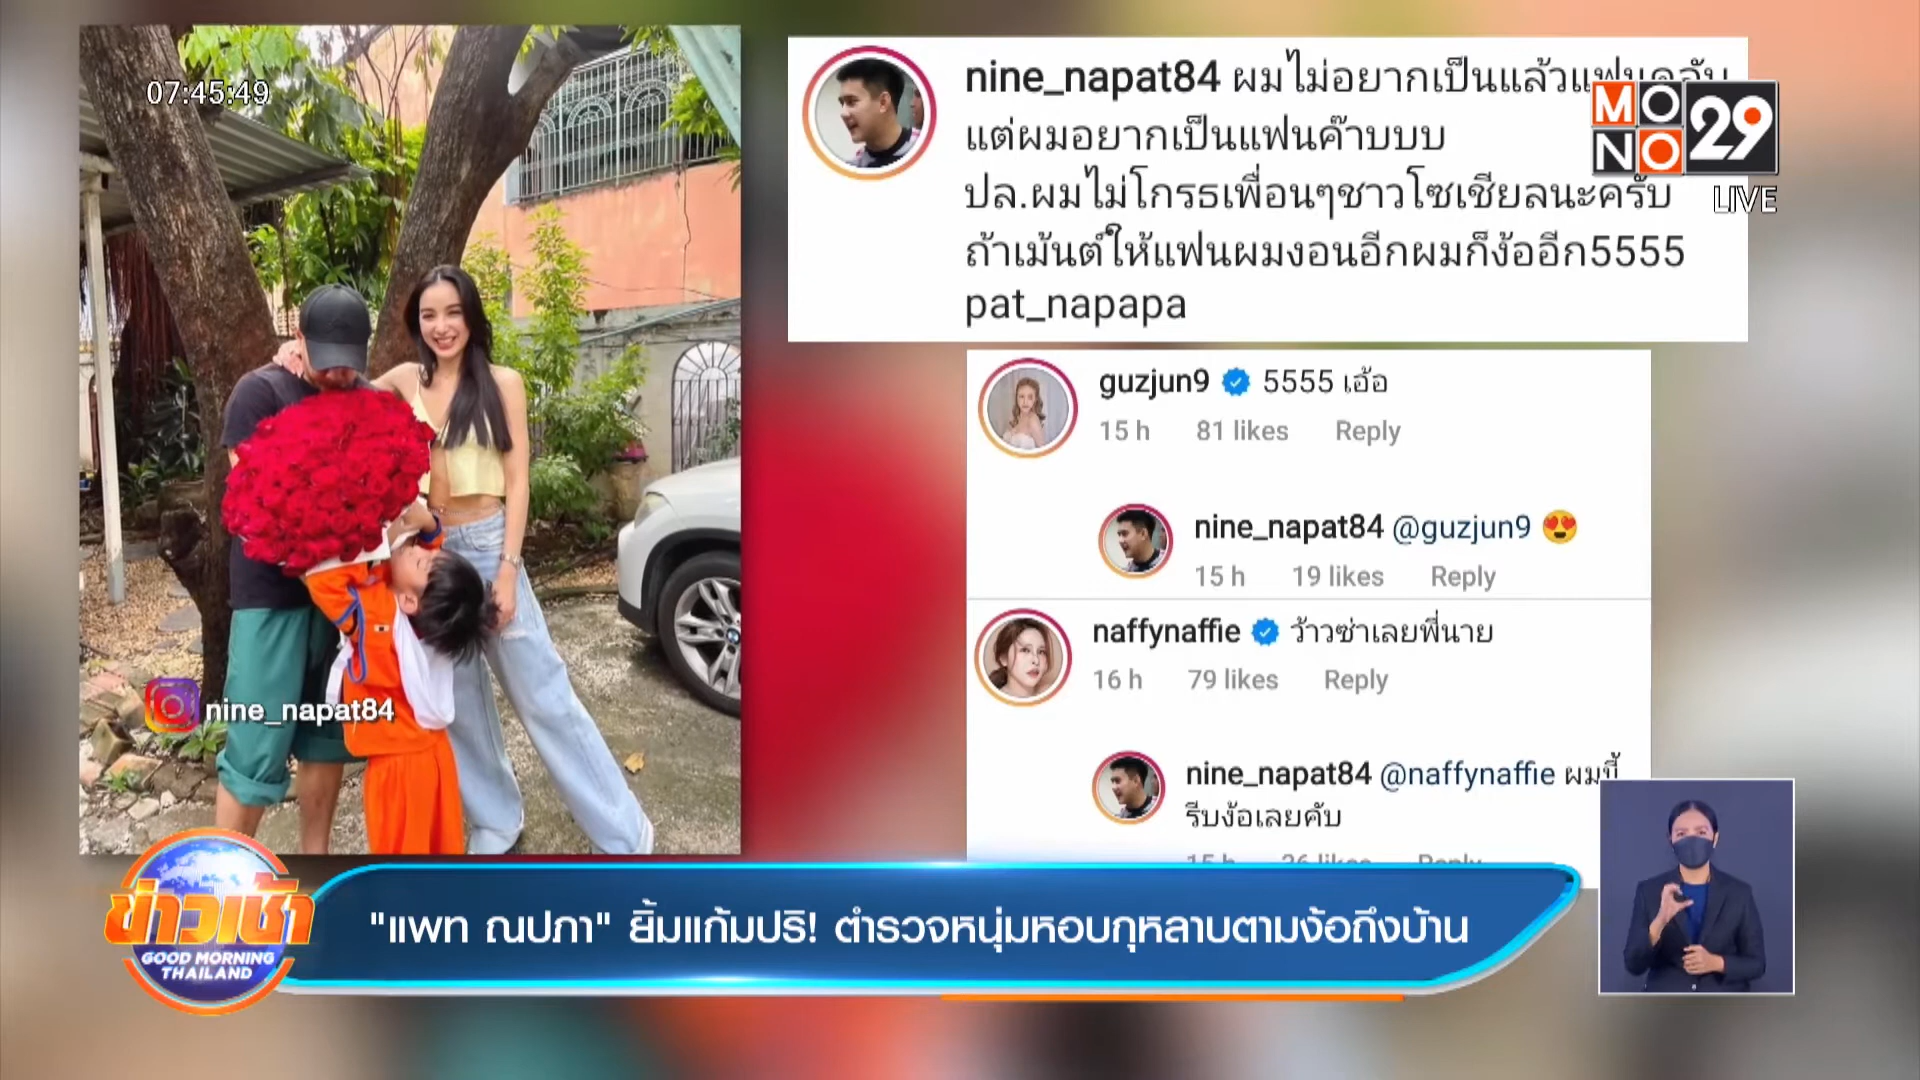 07:45:49
nine_napat84 ผมไม่อยากเป็นแล้วแฟนคลับ
แต่ผมอยากเป็นแฟนค๊าบบบ
ปล.ผมไม่โกรธเพื่อนๆชาวโซเชียลนะครับ
ถ้าเม้นต์ให้แฟนผมงอนอีกผมก็ง้ออีก5555
pat_napapa
MONO 29
LIVE
guzjun9 5555 เอ้อ
15 h 81 likes Reply
nine_napat84 @guzjun9 😍
15 h 19 likes Reply
naffynaffie ว้าวซ่าเลยพี่นาย
16 h 79 likes Reply
nine_napat84 @naffynaffie ผมนี้
รีบง้อเลยคับ
15 h 26 likes Reply
nine_napat84
ข่าวเช้า
GOOD MORNING
THAILAND
"แพท ณปภา" ยิ้มแก้มปริ! ตำรวจหนุ่มหอบกุหลาบตามง้อถึงบ้าน